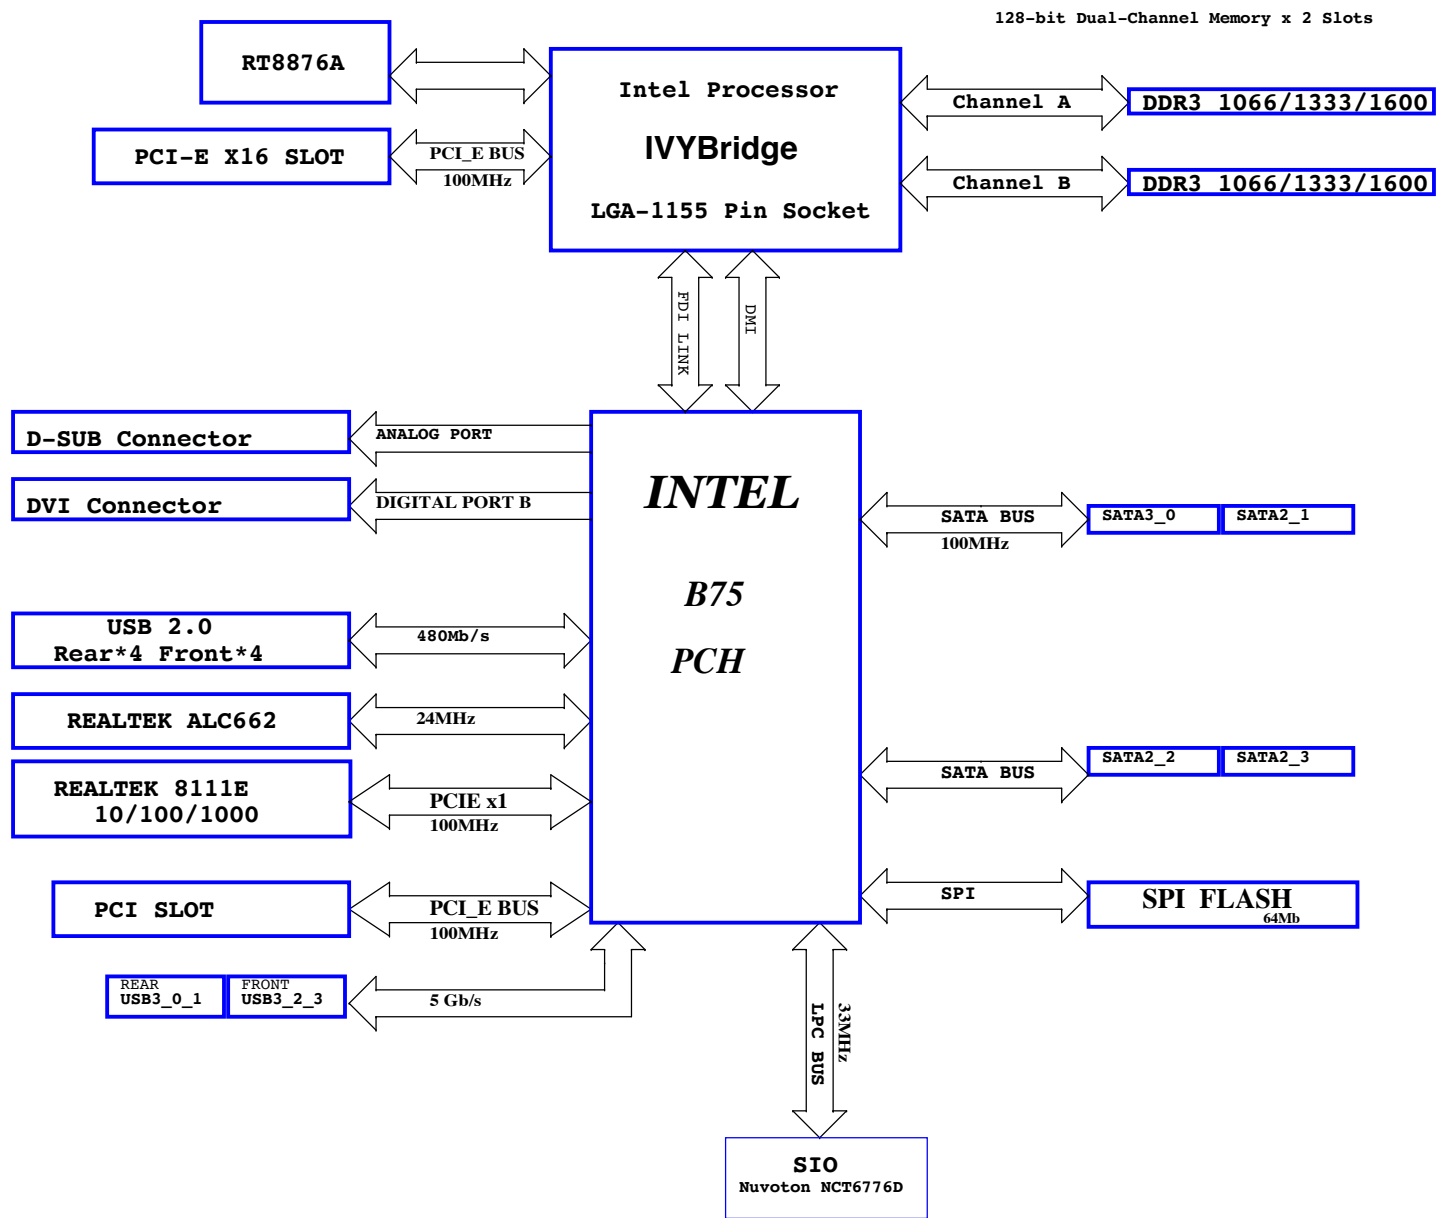 128-bit Dual-Channel Memory x 2 Slots
RT8876A
Intel Processor
IVYBridge
LGA-1155 Pin Socket
Channel A
DDR3 1066/1333/1600
PCI-E X16 SLOT
PCI_E BUS
100MHz
Channel B
DDR3 1066/1333/1600
FDI LINK
DMI
D-SUB Connector
ANALOG PORT
DVI Connector
DIGITAL PORT B
INTEL
B75
PCH
SATA BUS
100MHz
SATA3_0
SATA2_1
USB 2.0
Rear*4 Front*4
480Mb/s
REALTEK ALC662
24MHz
REALTEK 8111E
10/100/1000
PCIE x1
100MHz
SATA BUS
SATA2_2
SATA2_3
PCI SLOT
PCI_E BUS
100MHz
SPI
SPI FLASH
64Mb
REAR
USB3_0_1
FRONT
USB3_2_3
5 Gb/s
33MHz
LPC BUS
SIO
Nuvoton NCT6776D